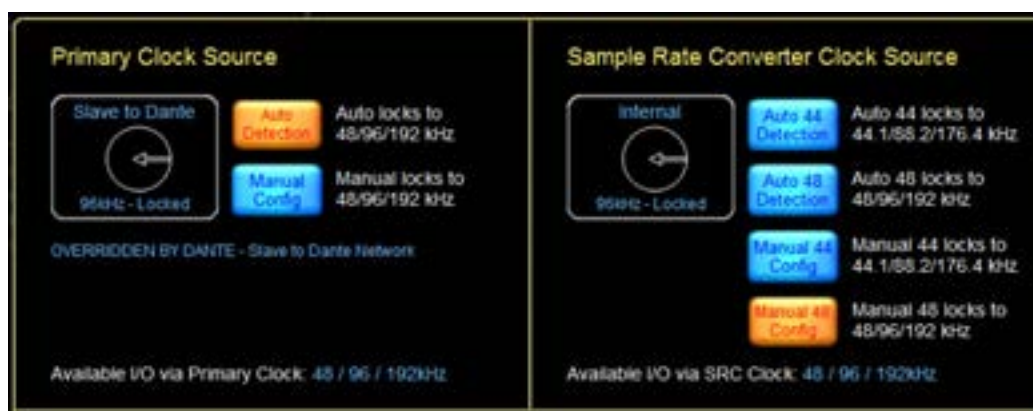 Primary Clock Source
Slave to Dante
96kHz - Locked
Auto
Detection
Auto locks to
48/96/192 kHz
Manual
Config
Manual locks to
48/96/192 kHz
OVERRIDDEN BY DANTE - Slave to Dante Network
Available I/O via Primary Clock: 48 / 96 / 192kHz
Sample Rate Converter Clock Source
Internal
96kHz - Locked
Auto 44
Detection
Auto 44 locks to
44.1/88.2/176.4 kHz
Auto 48
Detection
Auto 48 locks to
48/96/192 kHz
Manual 44
Config
Manual 44 locks to
44.1/88.2/176.4 kHz
Manual 48
Config
Manual 48 locks to
48/96/192 kHz
Available I/O via SRC Clock: 48 / 96 / 192kHz